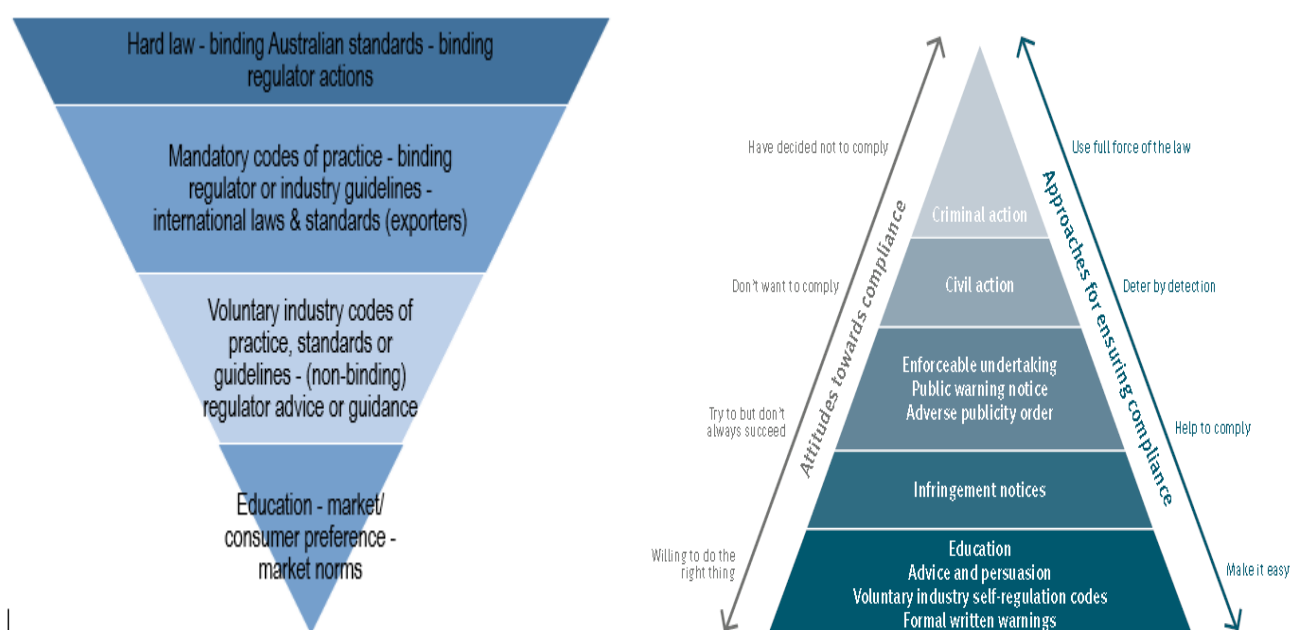 Hard law - binding Australian standards - binding
regulator actions
Mandatory codes of practice - binding
regulator or industry guidelines -
international laws & standards (exporters)
Voluntary industry codes of
practice, standards or
guidelines - (non-binding)
regulator advice or guidance
Education - market/
consumer preference -
market norms
Attitudes towards compliance
Have decided not to comply
Don't want to comply
Try to but don't
always succeed
Willing to do the
right thing
Criminal action
Civil action
Enforceable undertaking
Public warning notice
Adverse publicity order
Infringement notices
Education
Advice and persuasion
Voluntary industry self-regulation codes
Formal written warnings
Approaches for ensuring compliance
Use full force of the law
Deter by detection
Help to comply
Make it easy